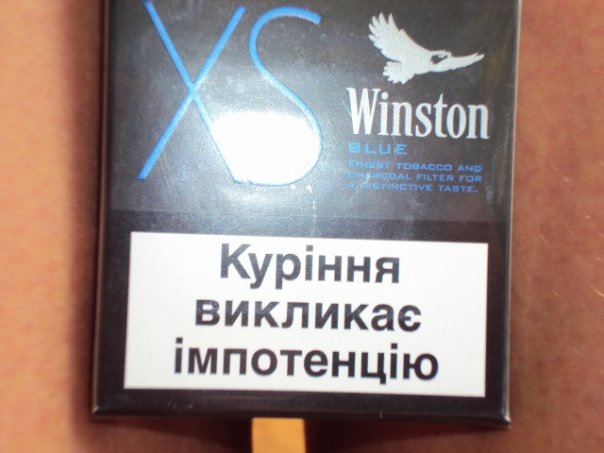 XS
Winston
BLUE
FINEST TOBACCO AND
CHARCOAL FILTER FOR
A DISTINCTIVE TASTE.
Куріння
викликає
імпотенцію